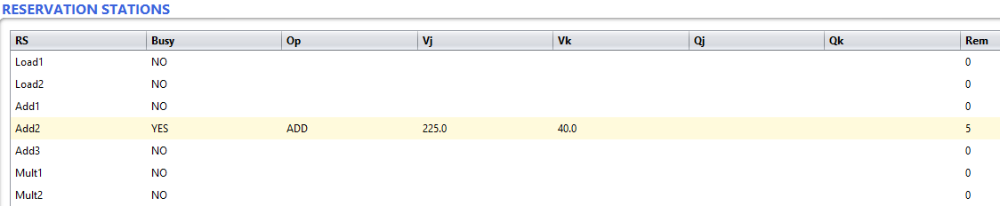 RESERVATION STATIONS
RS Busy Op Vj Vk Qj Qk Rem
Load1 NO 0
Load2 NO 0
Add1 NO 0
Add2 YES ADD 225.0 40.0 5
Add3 NO 0
Mult1 NO 0
Mult2 NO 0